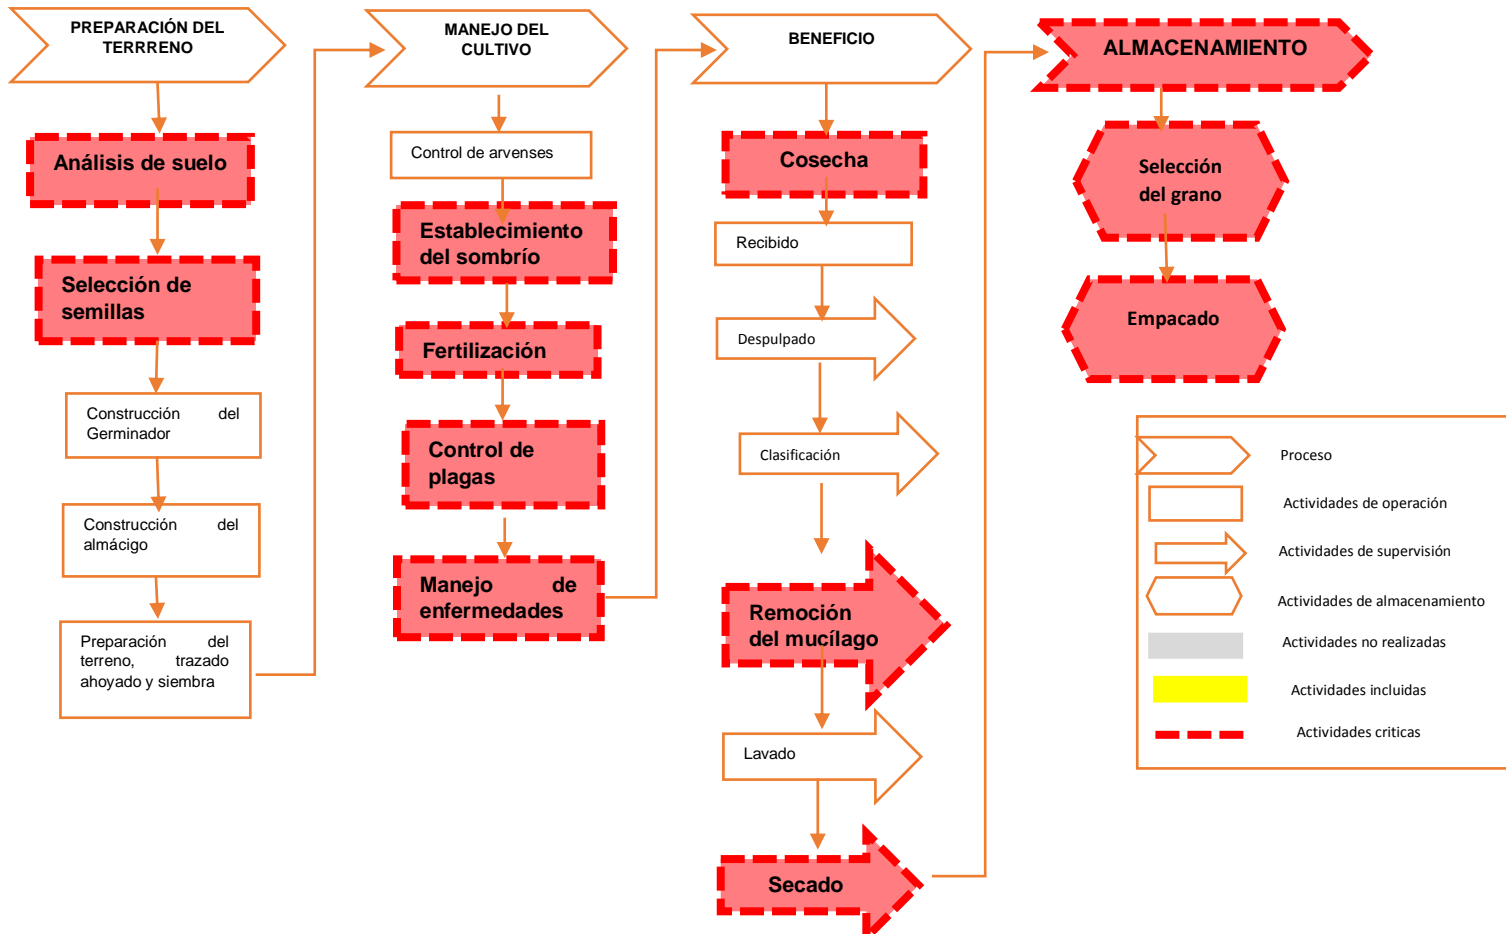 PREPARACIÓN DEL
TERRRENO
Análisis de suelo
Selección de
semillas
Construcción del
Germinador
Construcción del
almácigo
Preparación del
terreno, trazado
ahoyado y siembra
MANEJO DEL
CULTIVO
Control de arvenses
Establecimiento
del sombrío
Fertilización
Control de
plagas
Manejo de
enfermedades
BENEFICIO
Cosecha
Recibido
Despulpado
Clasificación
Remoción
del mucílago
Lavado
Secado
ALMACENAMIENTO
Selección
del grano
Empacado
Proceso
Actividades de operación
Actividades de supervisión
Actividades de almacenamiento
Actividades no realizadas
Actividades incluidas
Actividades criticas